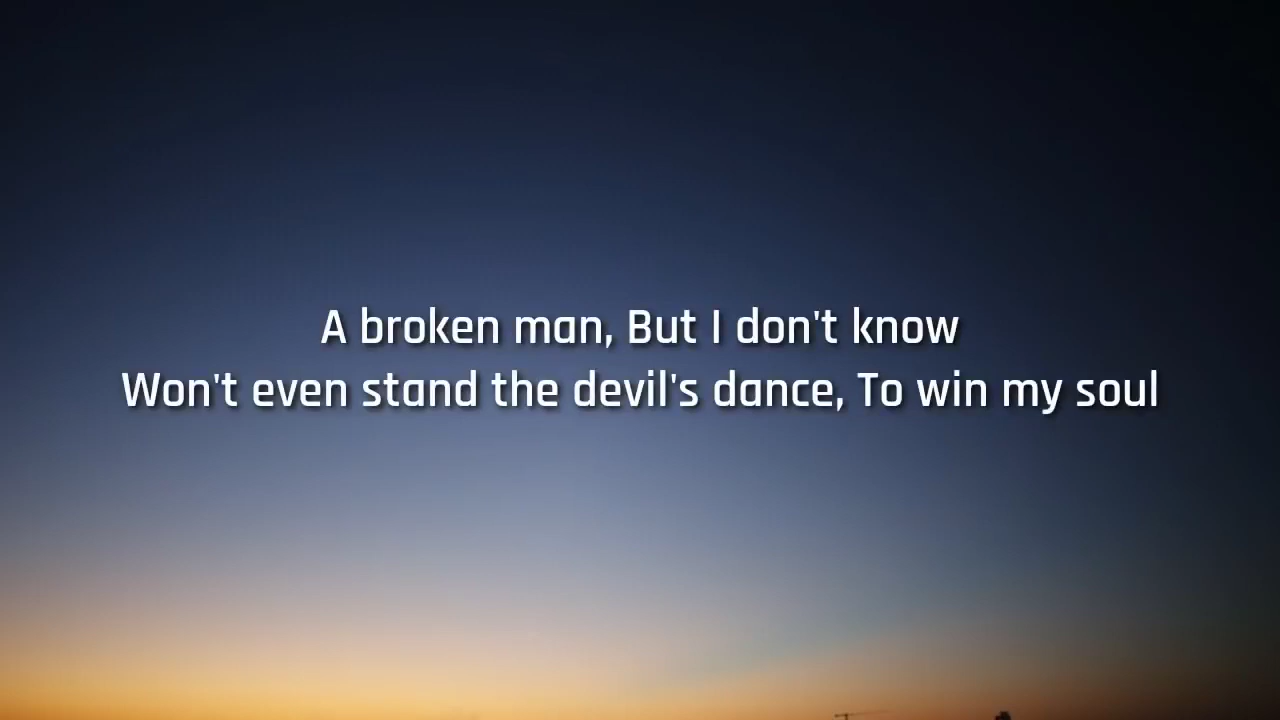 A broken man, But I don't know
Won't even stand the devil's dance, To win my soul